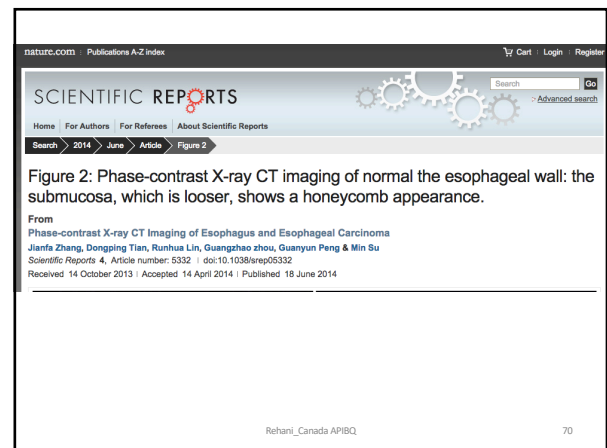 nature.com : Publications A-Z index Cart | Login | Register
SCIENTIFIC REPORTS
Search Go
> Advanced search
Home | For Authors | For Referees | About Scientific Reports
Search > 2014 > June > Article > Figure 2
Figure 2: Phase-contrast X-ray CT imaging of normal the esophageal wall: the
submucosa, which is looser, shows a honeycomb appearance.
From
Phase-contrast X-ray CT Imaging of Esophagus and Esophageal Carcinoma
Jianfa Zhang, Dongping Tian, Runhua Lin, Guangzhao zhou, Guanyun Peng & Min Su
Scientific Reports 4, Article number: 5332 | doi:10.1038/srep05332
Received 14 October 2013 | Accepted 14 April 2014 | Published 18 June 2014
Rehani_Canada APIBQ 70